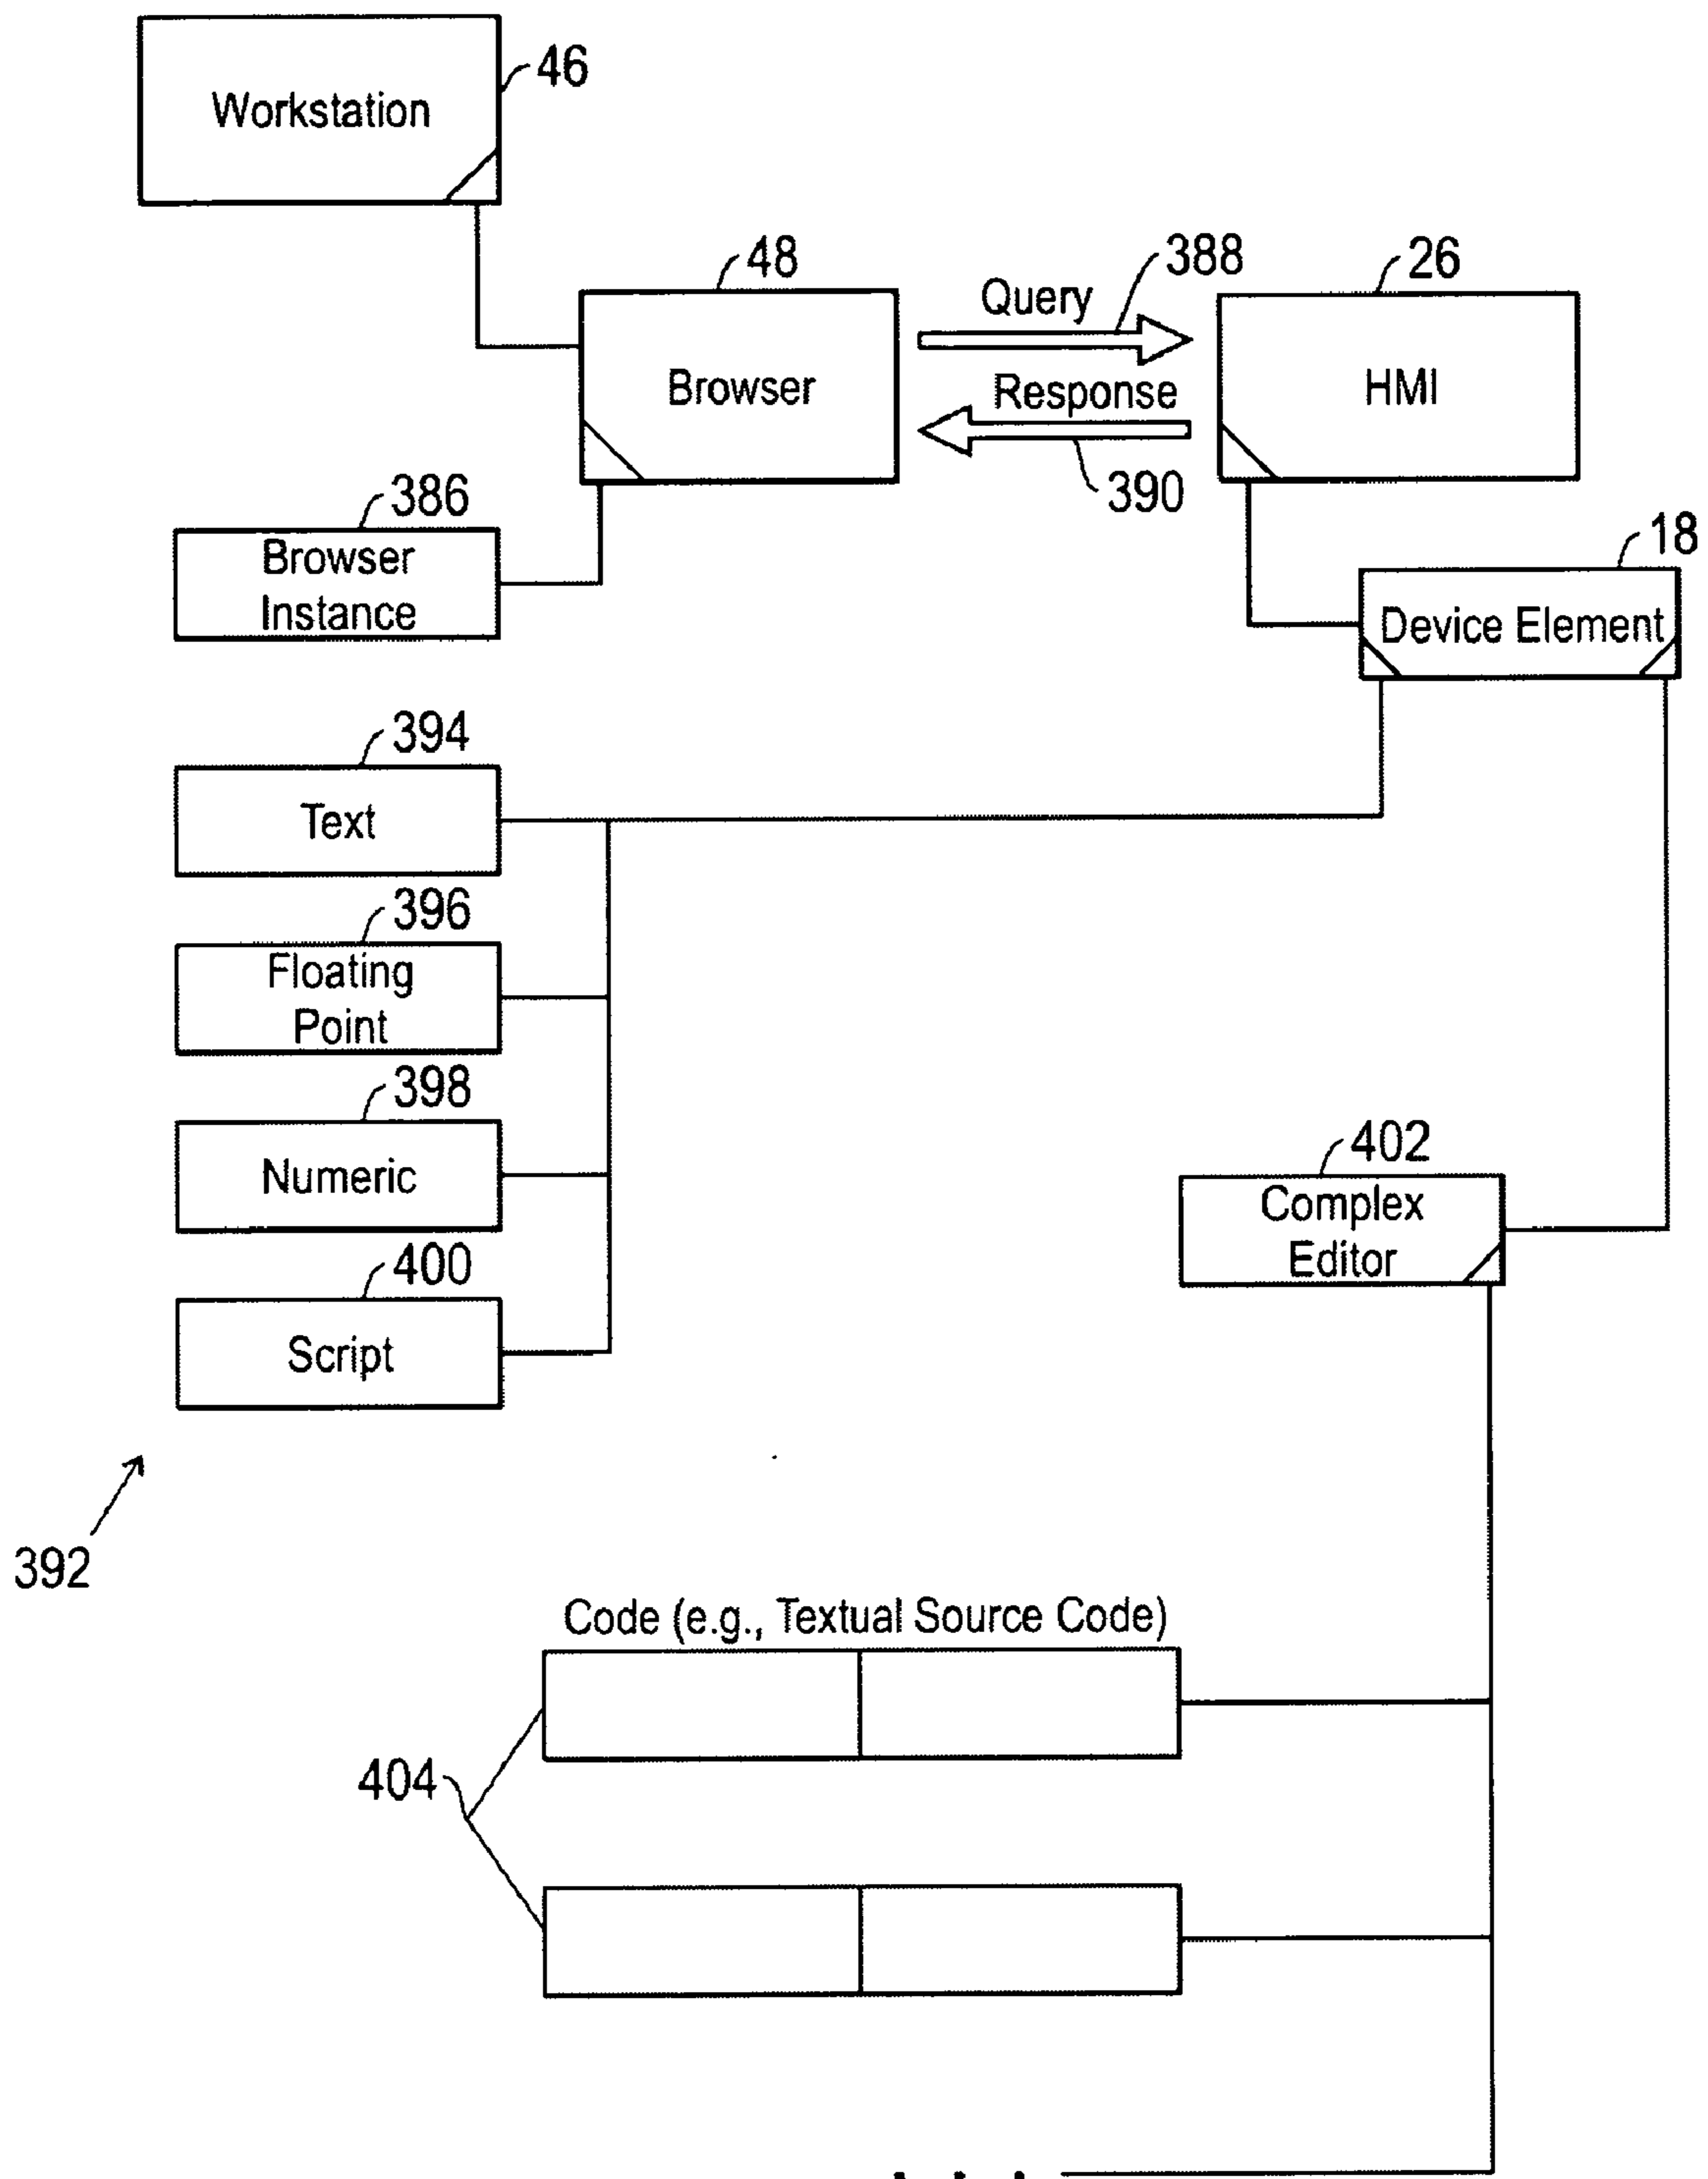 46
Workstation
48
388
26
Query
Browser
Response
HMI
390
386
18
Browser
Instance
Device Element
394
Text
396
Floating
Point
398
Numeric
402
Complex
Editor
400
Script
392
Code (e.g., Textual Source Code)
404